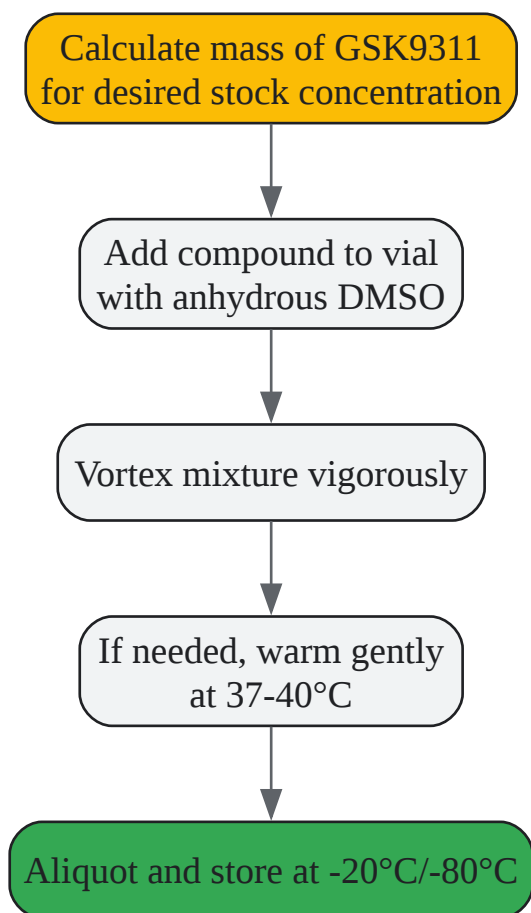 Calculate mass of GSK9311
for desired stock concentration
Add compound to vial
with anhydrous DMSO
Vortex mixture vigorously
If needed, warm gently
at 37-40°C
Aliquot and store at -20°C/-80°C